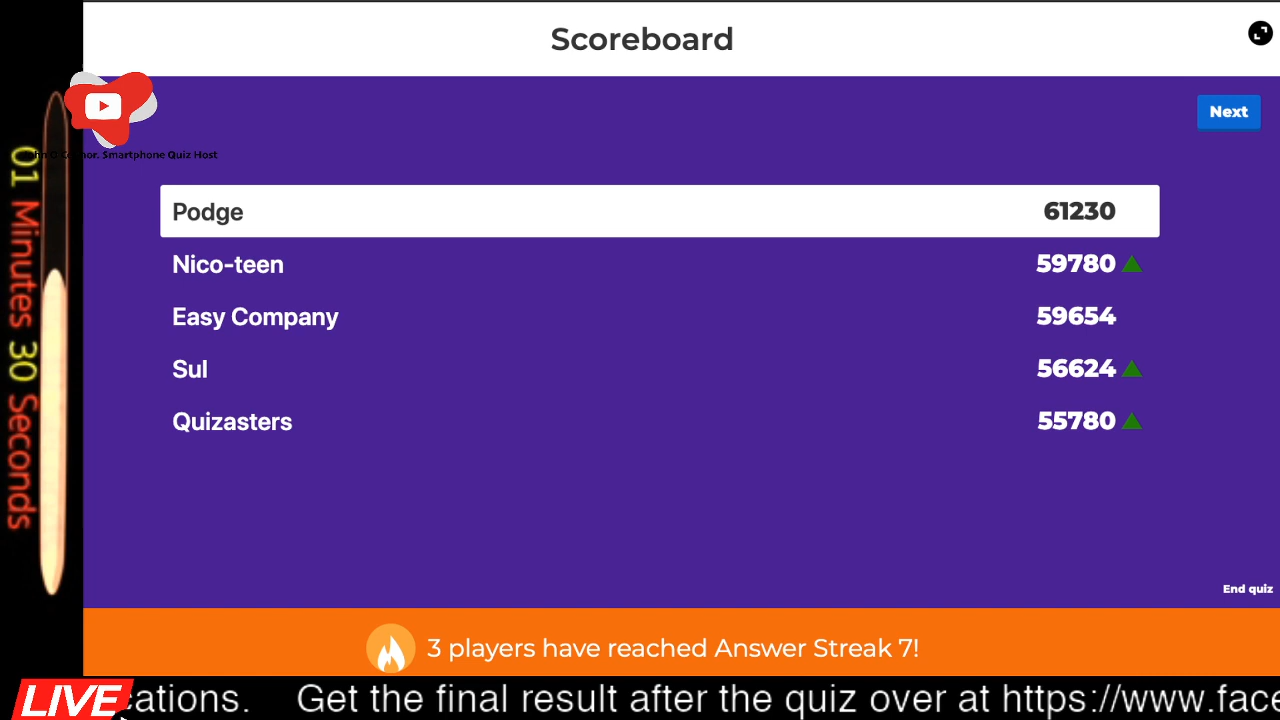 Scoreboard
Next
Smartphone Quiz Host
01 Minutes 30 Seconds
Podge 61230
Nico-teen 59780
Easy Company 59654
Sul 56624
Quizasters 55780
End quiz
3 players have reached Answer Streak 7!
LIVE
cations. Get the final result after the quiz over at https://www.face